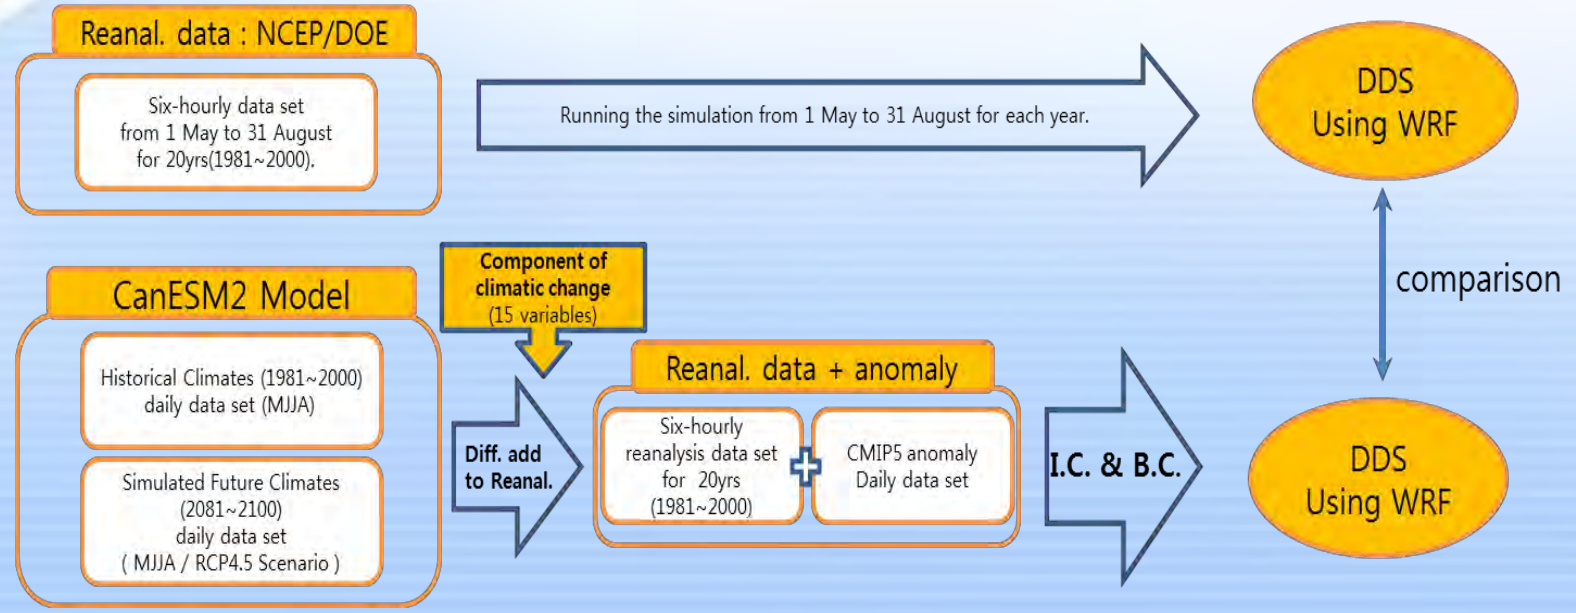 Reanal. data : NCEP/DOE
Six-hourly data set
from 1 May to 31 August
for 20yrs(1981~2000).
Running the simulation from 1 May to 31 August for each year.
DDS
Using WRF
comparison
Component of
climatic change
(15 variables)
CanESM2 Model
Historical Climates (1981~2000)
daily data set (MJJA)
Simulated Future Climates
(2081~2100)
daily data set
( MJJA / RCP4.5 Scenario )
Diff. add
to Reanal.
Reanal. data + anomaly
Six-hourly
reanalysis data set
for 20yrs
(1981~2000)
CMIP5 anomaly
Daily data set
I.C. & B.C.
DDS
Using WRF